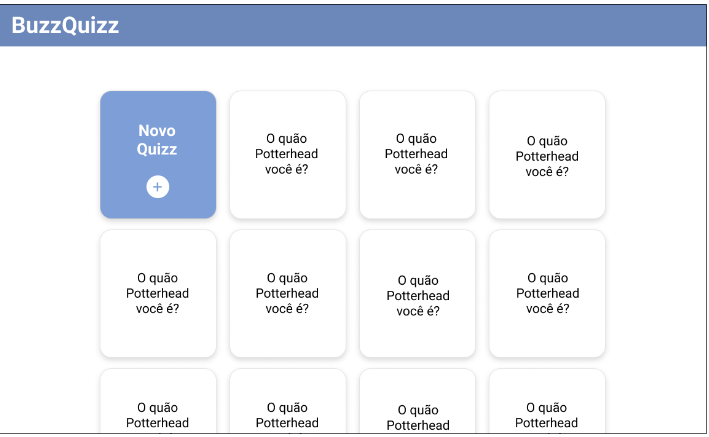 BuzzQuizz
Novo
Quizz
+
O quão
Potterhead
você é?
O quão
Potterhead
você é?
O quão
Potterhead
você é?
O quão
Potterhead
você é?
O quão
Potterhead
você é?
O quão
Potterhead
você é?
O quão
Potterhead
você é?
O quão
Potterhead
O quão
Potterhead
O quão
Potterhead
O quão
Potterhead